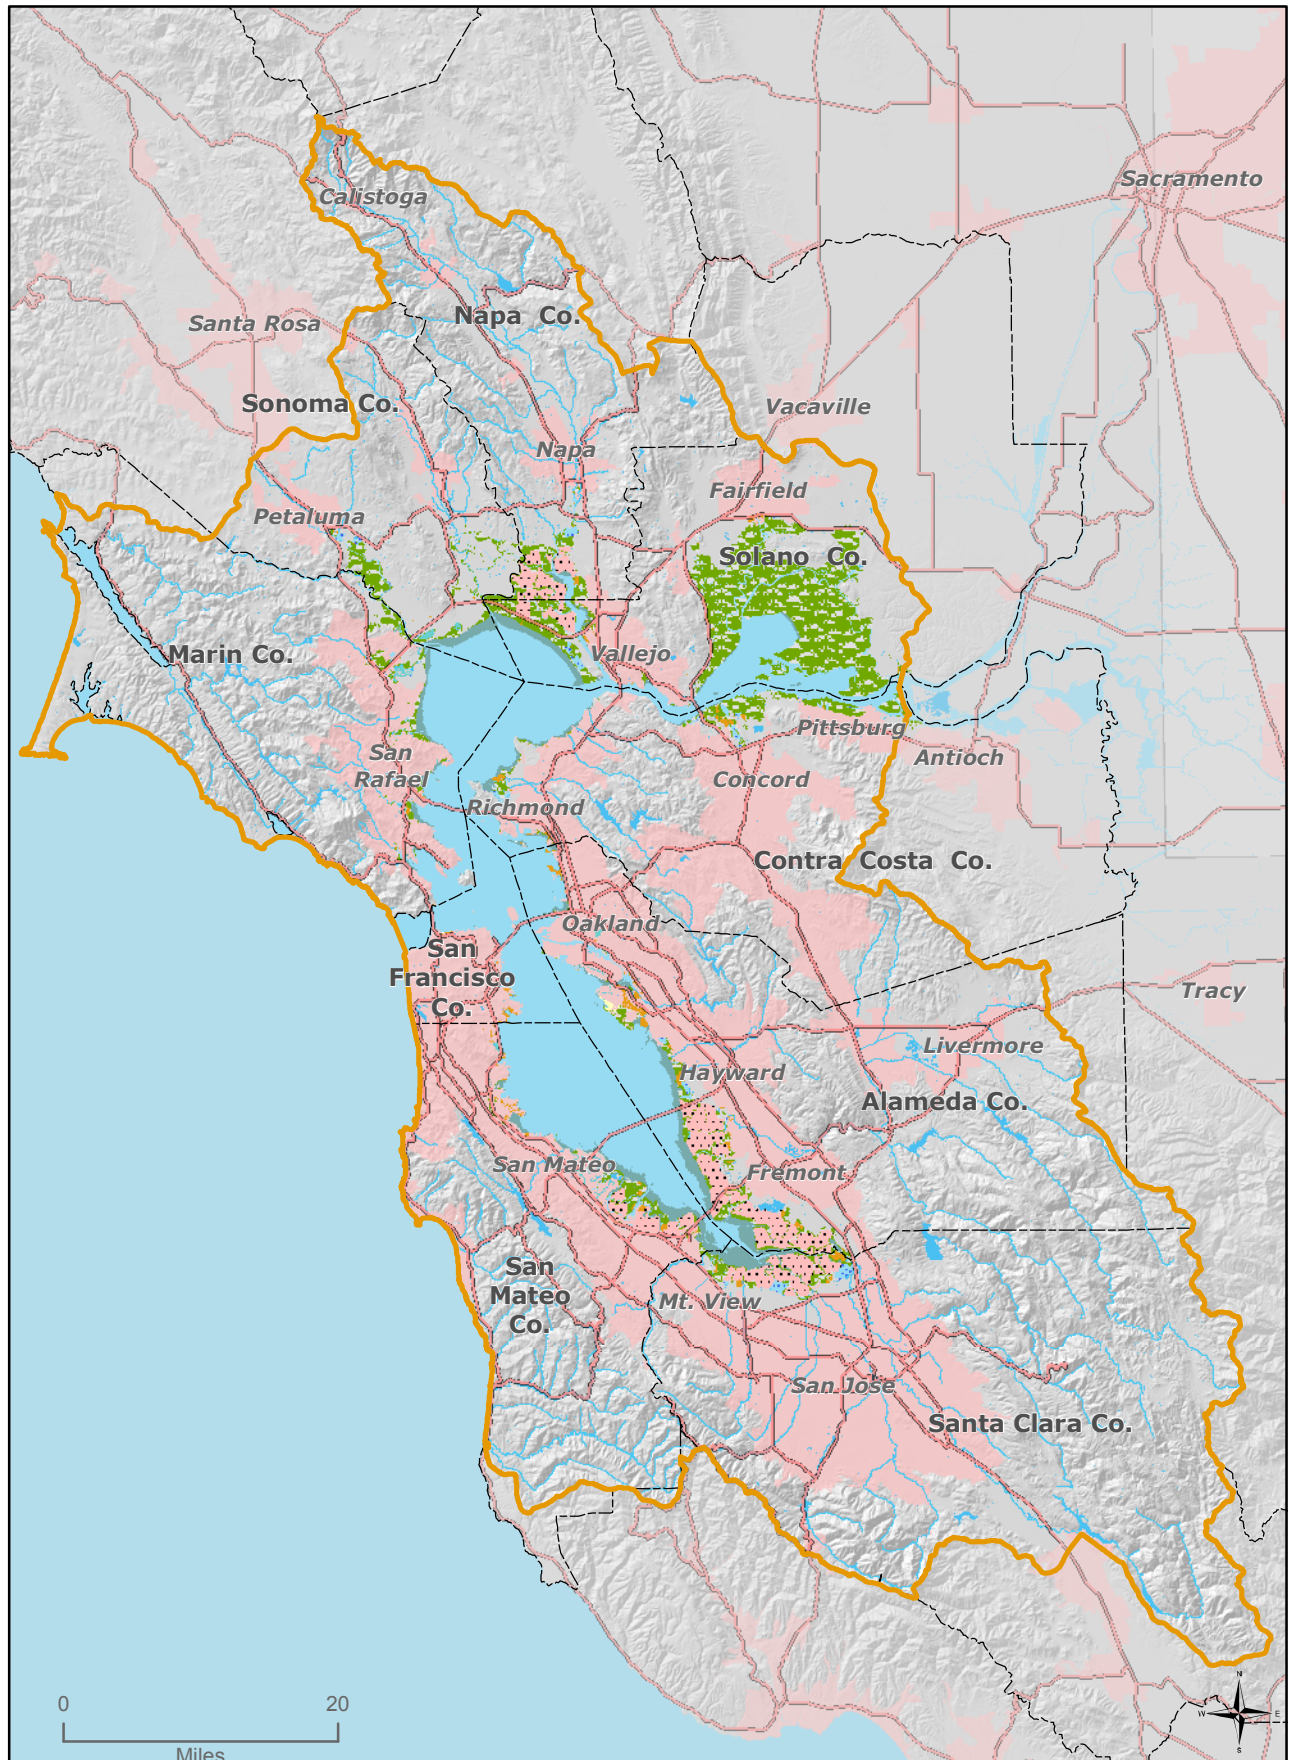 Sacramento
Calistoga
Napa Co.
Santa Rosa
Sonoma Co.
Vacaville
Napa
Fairfield
Petaluma
Solano Co.
Marin Co.
Vallejo
Pittsburg
San
Rafael
Antioch
Concord
Richmond
Contra Costa Co.
Oakland
San
Francisco
Co.
Tracy
Livermore
Hayward
Alameda Co.
San Mateo
Fremont
San
Mateo
Co.
Mt. View
San Jose
Santa Clara Co.
N
W
E
S
0
20
Miles